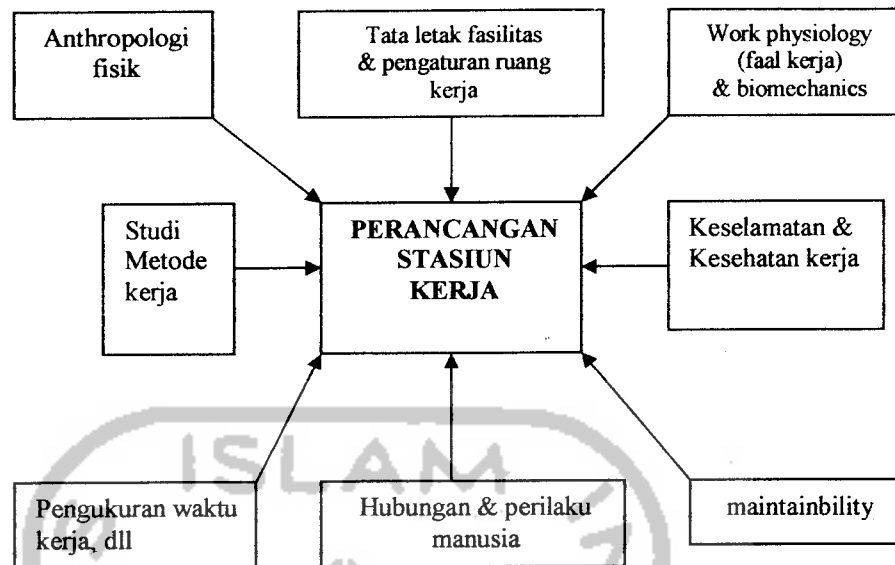 Anthropologi
fisik
Tata letak fasilitas
& pengaturan ruang
kerja
Work physiology
(faal kerja)
& biomechanics
Studi
Metode
kerja
PERANCANGAN
STASIUN
KERJA
Keselamatan &
Kesehatan kerja
ISLAM
Pengukuran waktu
kerja, dll
Hubungan & perilaku
manusia
maintainbility